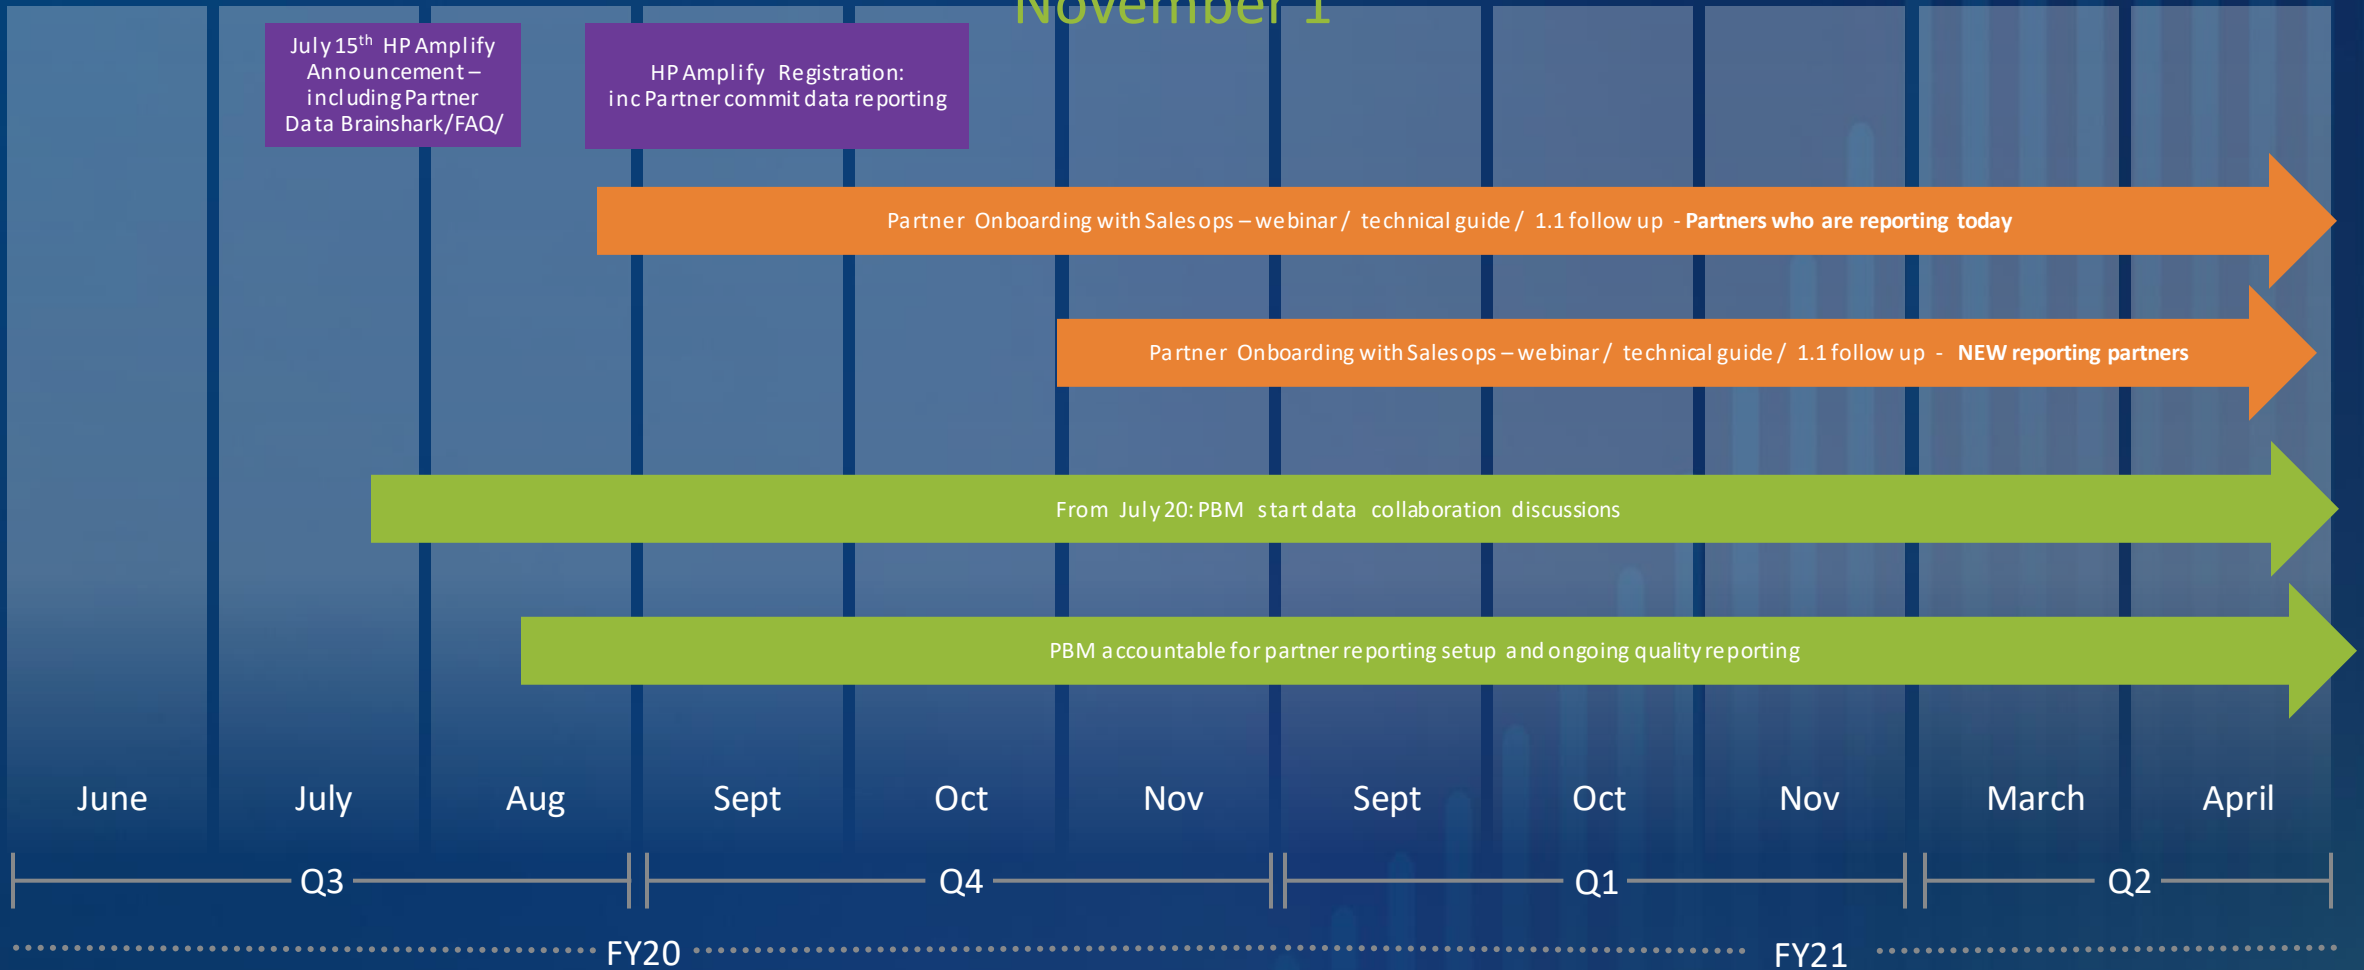 November 1
July 15th HP Amplify
Announcement –
including Partner
Data Brainshark/FAQ/
HP Amplify Registration:
inc Partner commit data reporting
Partner Onboarding with Sales ops – webinar / technical guide / 1.1 follow up - Partners who are reporting today
Partner Onboarding with Sales ops – webinar / technical guide / 1.1 follow up - NEW reporting partners
From July 20: PBM start data collaboration discussions
PBM accountable for partner reporting setup and ongoing quality reporting
June July Aug Sept Oct Nov Sept Oct Nov March April
Q3 Q4 Q1 Q2
FY20 FY21